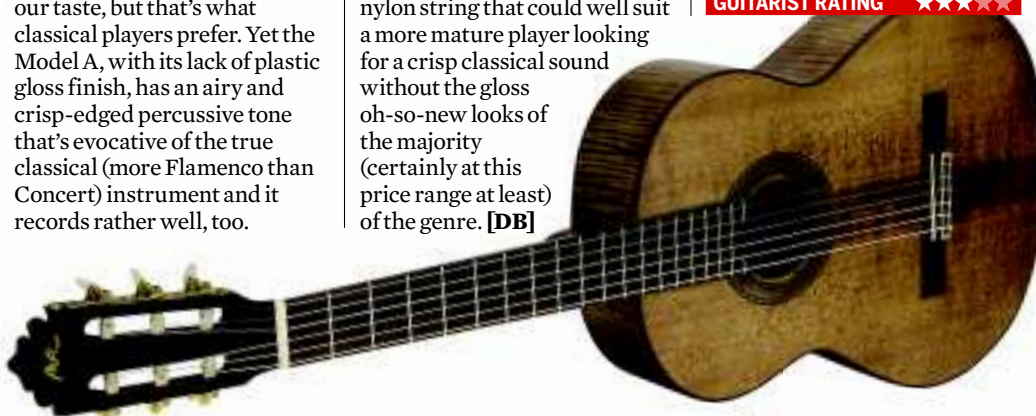 our taste, but that's what
classical players prefer. Yet the
Model A, with its lack of plastic
gloss finish, has an airy and
crisp-edged percussive tone
that's evocative of the true
classical (more Flamenco than
Concert) instrument and it
records rather well, too.
nylon string that could well suit
a more mature player looking
for a crisp classical sound
without the gloss
oh-so-new looks of
the majority
(certainly at this
price range at least)
of the genre. [DB]
GUITARIST RATING